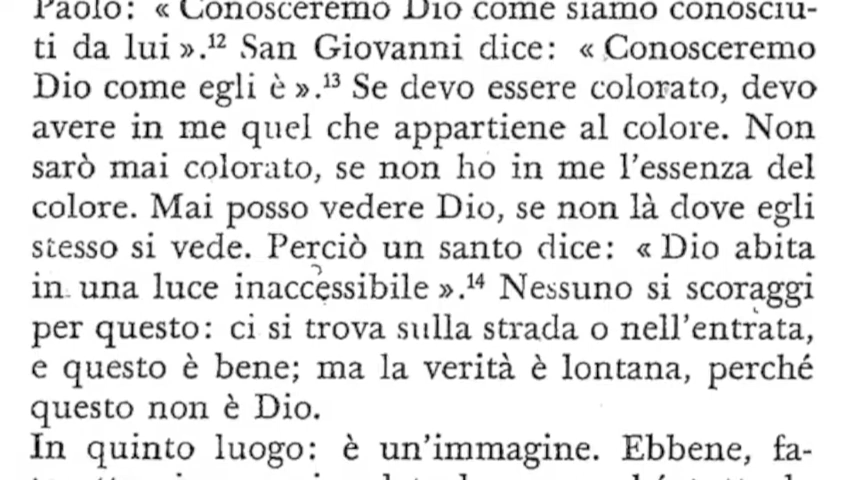 Paolo: « Conosceremo Dio come siamo conosciu-
ti da lui ».12 San Giovanni dice: « Conosceremo
Dio come egli è ».13 Se devo essere colorato, devo
avere in me quel che appartiene al colore. Non
sarò mai colorato, se non ho in me l'essenza del
colore. Mai posso vedere Dio, se non là dove egli
stesso si vede. Perciò un santo dice: « Dio abita
in una luce inaccessibile ».14 Nessuno si scoraggi
per questo: ci si trova sulla strada o nell'entrata,
e questo è bene; ma la verità è lontana, perché
questo non è Dio.
In quinto luogo: è un'immagine. Ebbene, fa-